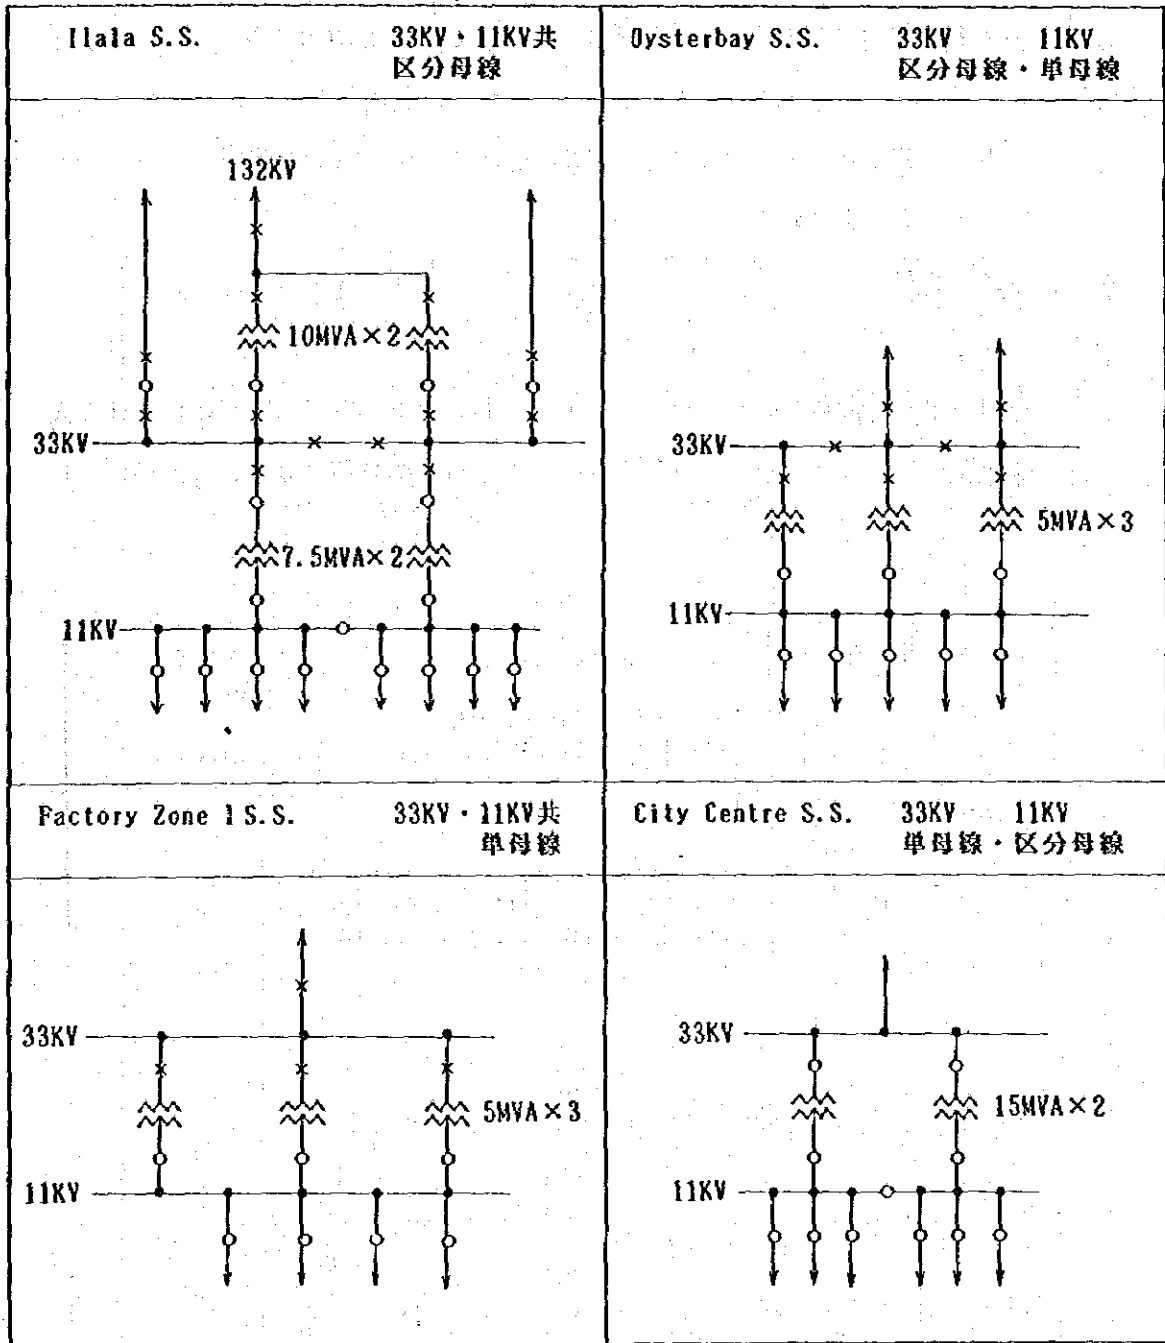 Ilala S.S. 33KV・11KV共
区分母線
132KV
10MVA×2
33KV
7.5MVA×2
11KV
Oysterbay S.S. 33KV 11KV
区分母線・単母線
33KV
5MVA×3
11KV
Factory Zone 1 S.S. 33KV・11KV共
単母線
33KV
5MVA×3
11KV
City Centre S.S. 33KV 11KV
単母線・区分母線
33KV
15MVA×2
11KV